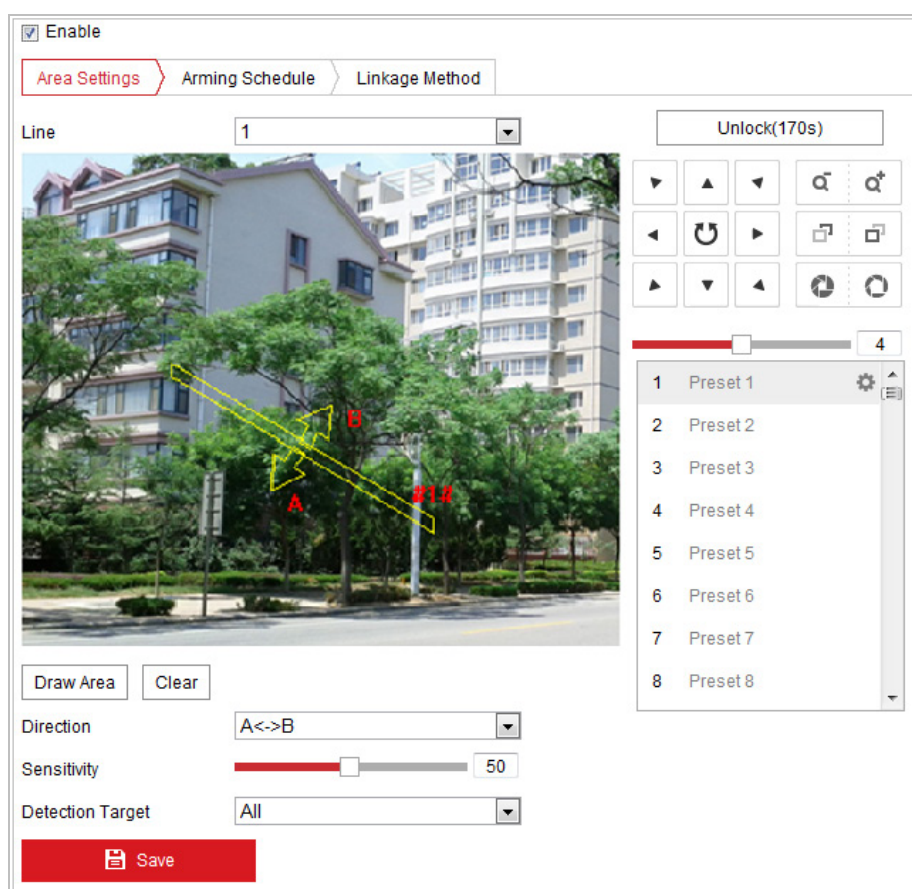 Enable
Area Settings Arming Schedule Linkage Method
Line 1
Unlock(170s)
B
A
#1#
4
1 Preset 1
2 Preset 2
3 Preset 3
4 Preset 4
5 Preset 5
6 Preset 6
7 Preset 7
8 Preset 8
Draw Area Clear
Direction A<->B
Sensitivity 50
Detection Target All
Save